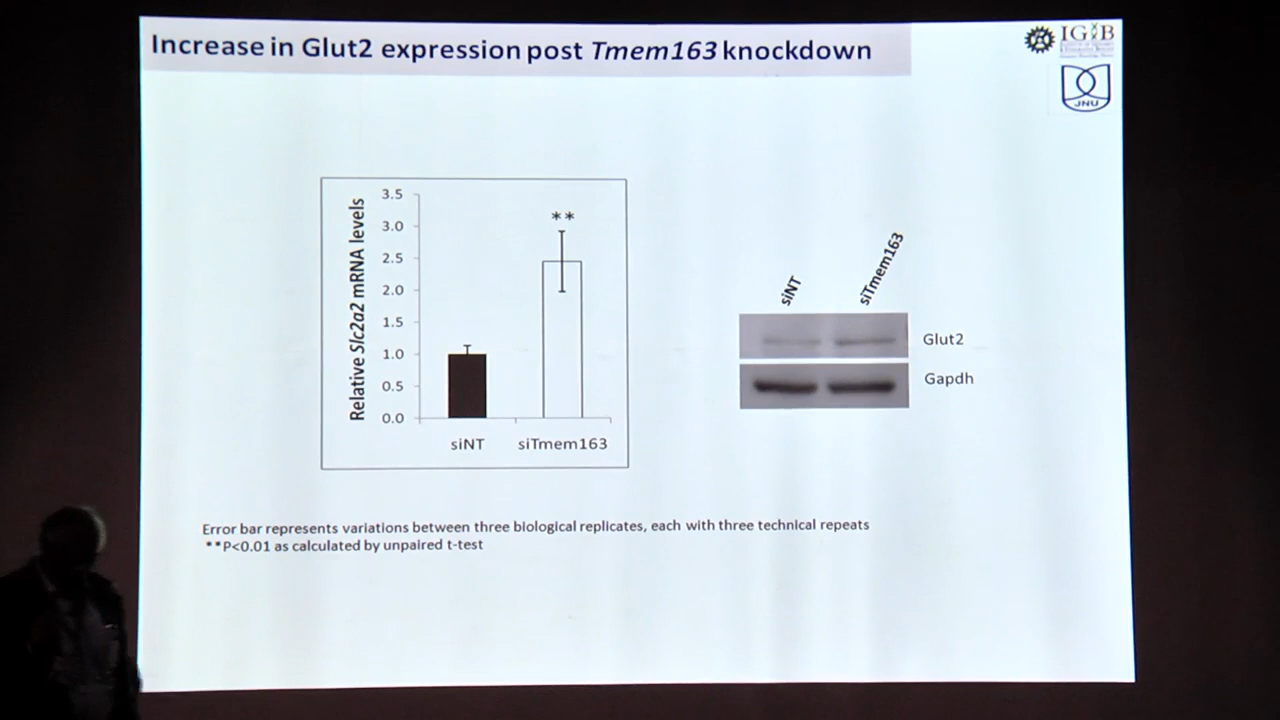 Increase in Glut2 expression post Tmem163 knockdown
IGIB
JNU
Relative Slc2a2 mRNA levels
3.5
3.0
2.5
2.0
1.5
1.0
0.5
0.0
**
siNT
siTmem163
siNT
siTmem163
Glut2
Gapdh
Error bar represents variations between three biological replicates, each with three technical repeats
**P<0.01 as calculated by unpaired t-test